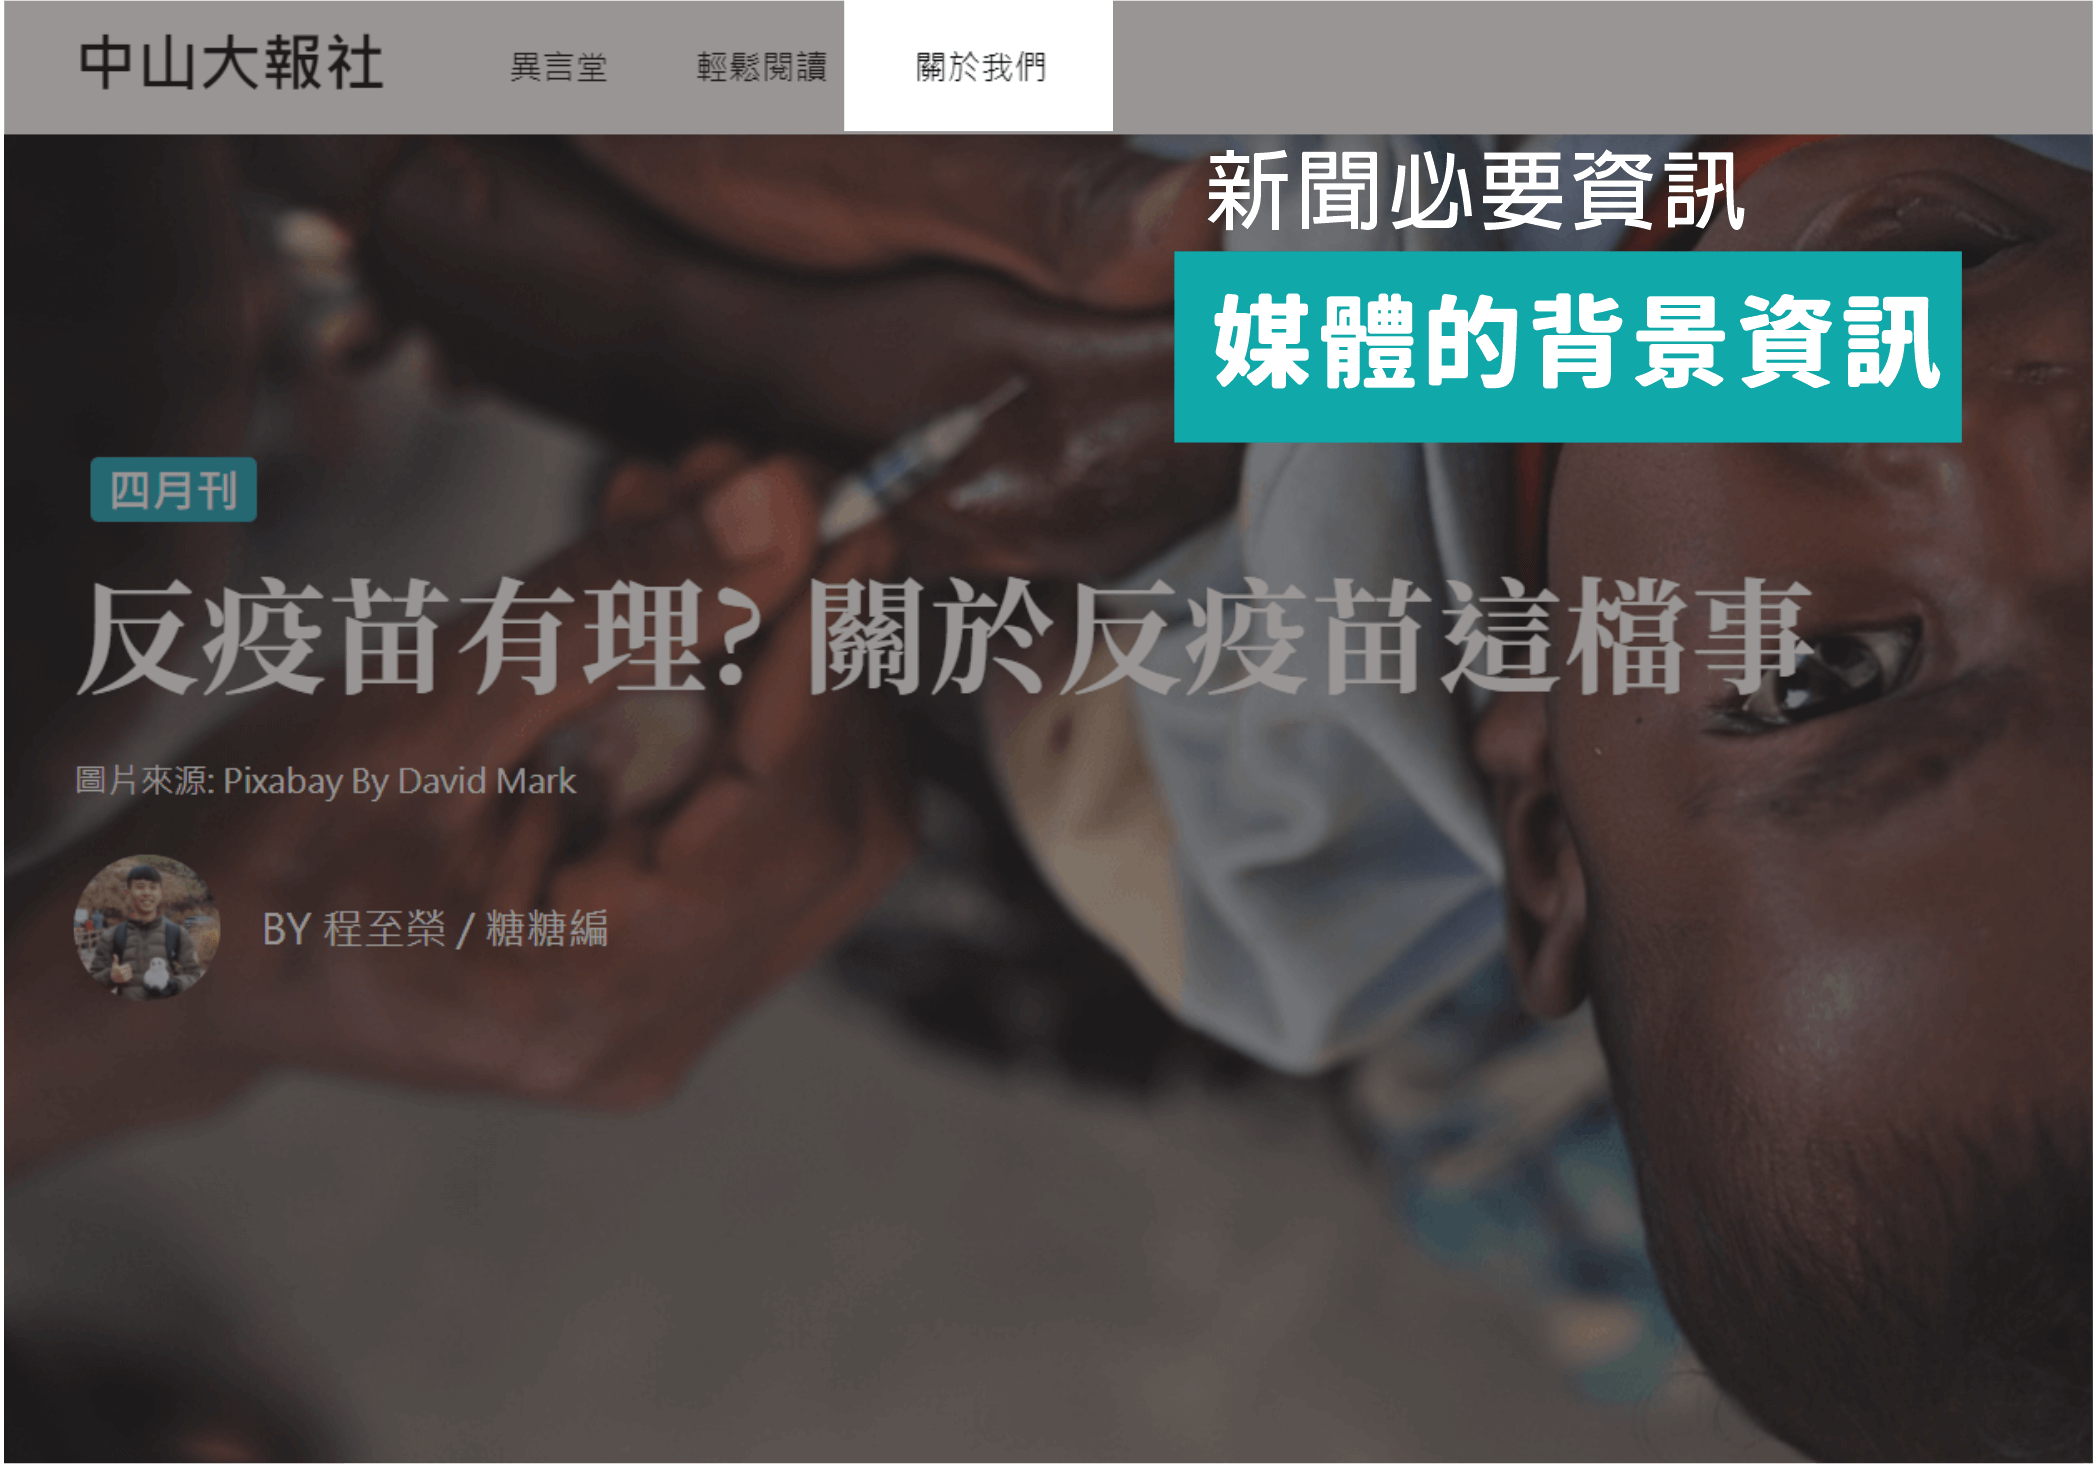 中山大報社 異言堂 輕鬆閱讀 關於我們
新聞必要資訊
媒體的背景資訊
四月刊
反疫苗有理? 關於反疫苗這檔事
圖片來源: Pixabay By David Mark
BY 程至榮 / 糖糖編